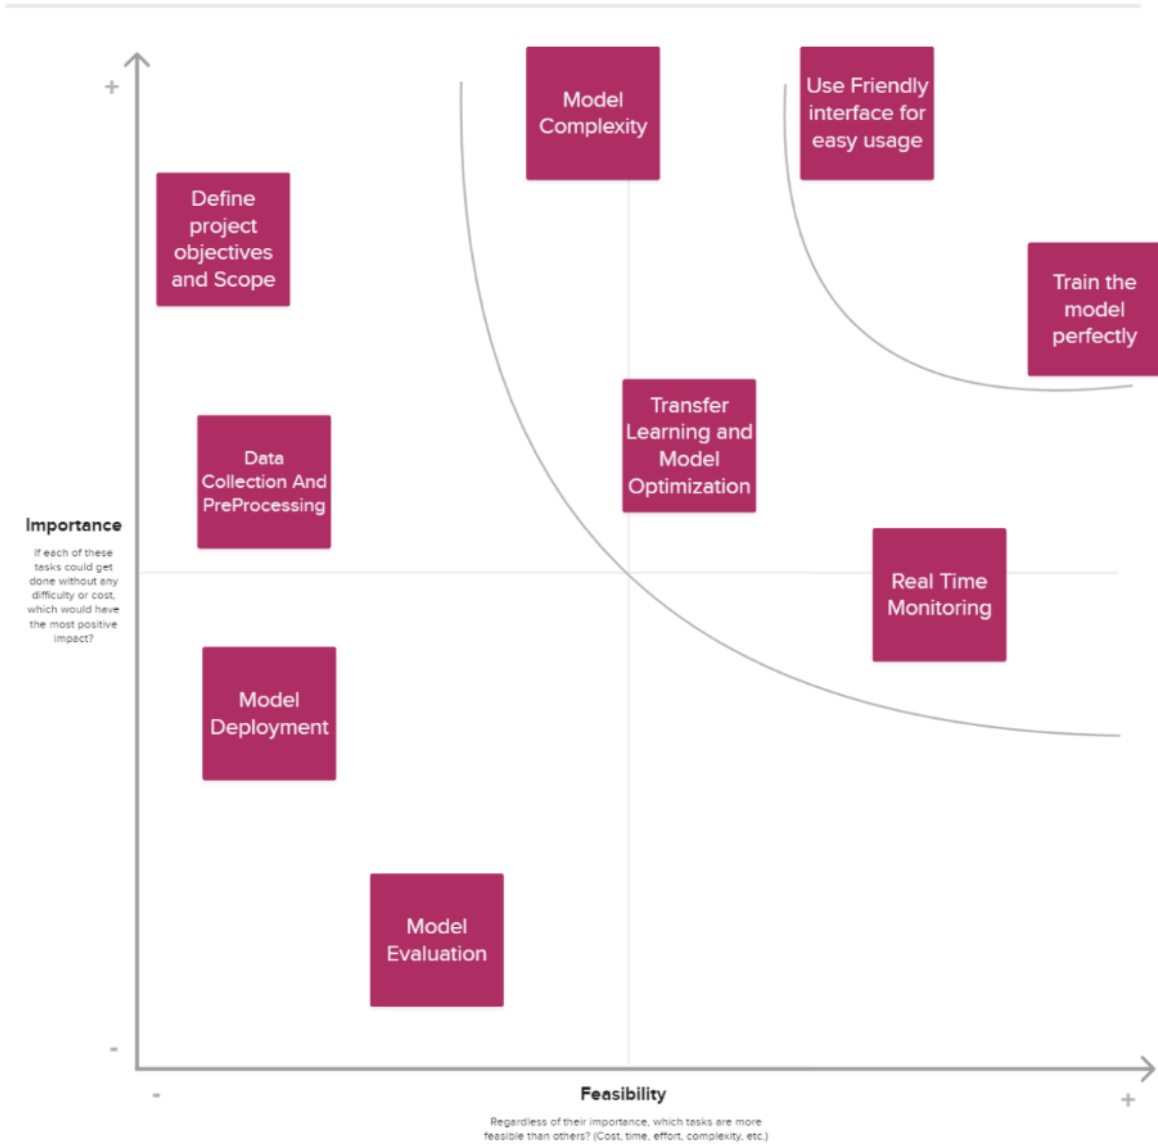 +
Model
Complexity
Use Friendly
interface for
easy usage
Define
project
objectives
and Scope
Train the
model
perfectly
Transfer
Learning and
Model
Optimization
Data
Collection And
PreProcessing
Importance
If each of these
tasks could get
done without any
difficulty or cost,
which would have
the most positive
impact?
Real Time
Monitoring
Model
Deployment
Model
Evaluation
-
-
Feasibility
+
Regardless of their importance, which tasks are more
feasible than others? (Cost, time, effort, complexity, etc.)